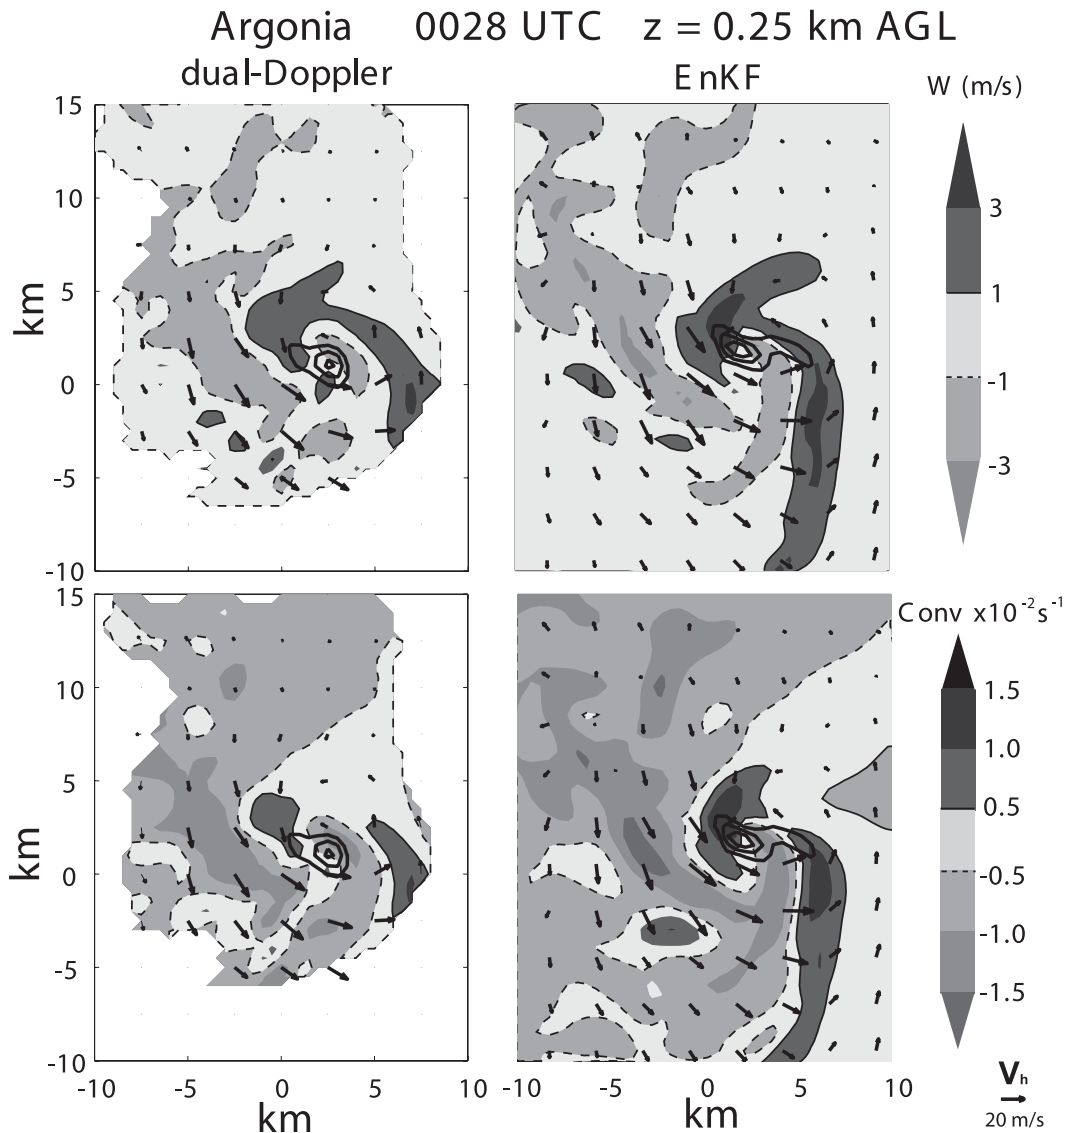 Argonia 0028 UTC z = 0.25 km AGL
dual-Doppler
EnKF
W (m/s)
15
10
5
0
-5
-10
km
3
1
-1
-3
15
10
5
0
-5
-10
km
-10 -5 0 5 10
km
-10 -5 0 5 10
km
Conv x10⁻²s⁻¹
1.5
1.0
0.5
-0.5
-1.0
-1.5
Vh
20 m/s